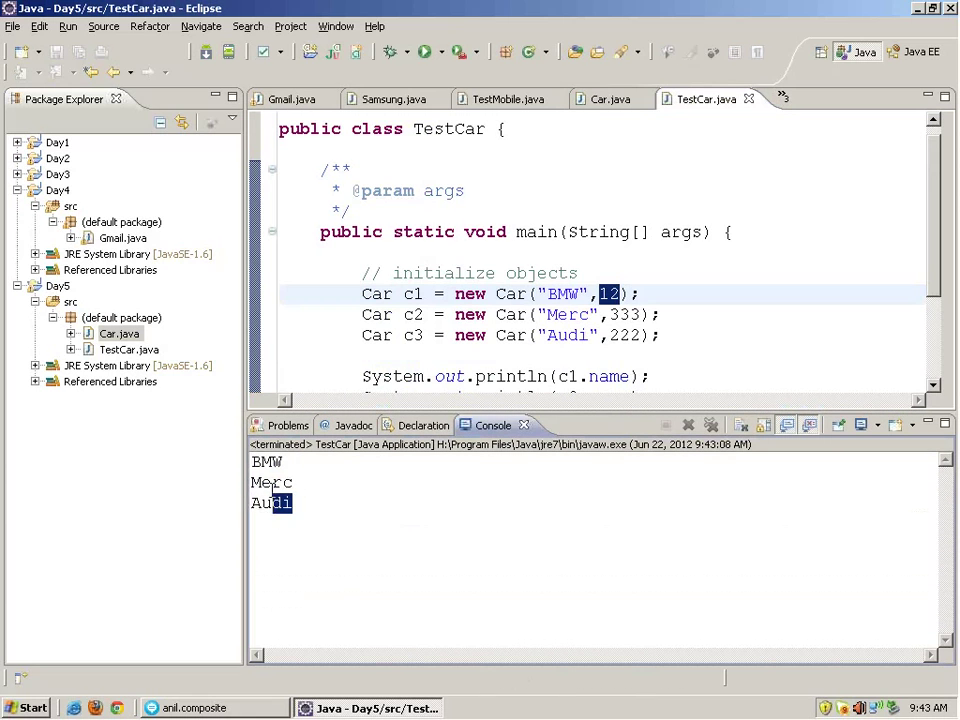 Java - Day5/src/TestCar.java - Eclipse
File Edit Run Source Refactor Navigate Search Project Window Help
Java Java EE
Package Explorer
Gmail.java Samsung.java TestMobile.java Car.java TestCar.java 3
Day1
Day2
Day3
Day4
src
(default package)
Gmail.java
JRE System Library [JavaSE-1.6]
Referenced Libraries
Day5
src
(default package)
Car.java
TestCar.java
JRE System Library [JavaSE-1.6]
Referenced Libraries
public class TestCar {
/**
* @param args
*/
public static void main(String[] args) {
// initialize objects
Car c1 = new Car("BMW",12);
Car c2 = new Car("Merc",333);
Car c3 = new Car("Audi",222);
System.out.println(c1.name);
Problems Javadoc Declaration Console
<terminated> TestCar [Java Application] H:\Program Files\Java\jre7\bin\javaw.exe (Jun 22, 2012 9:43:08 AM)
BMW
Merc
Audi
Start anil.composite Java - Day5/src/Test... 9:43 AM